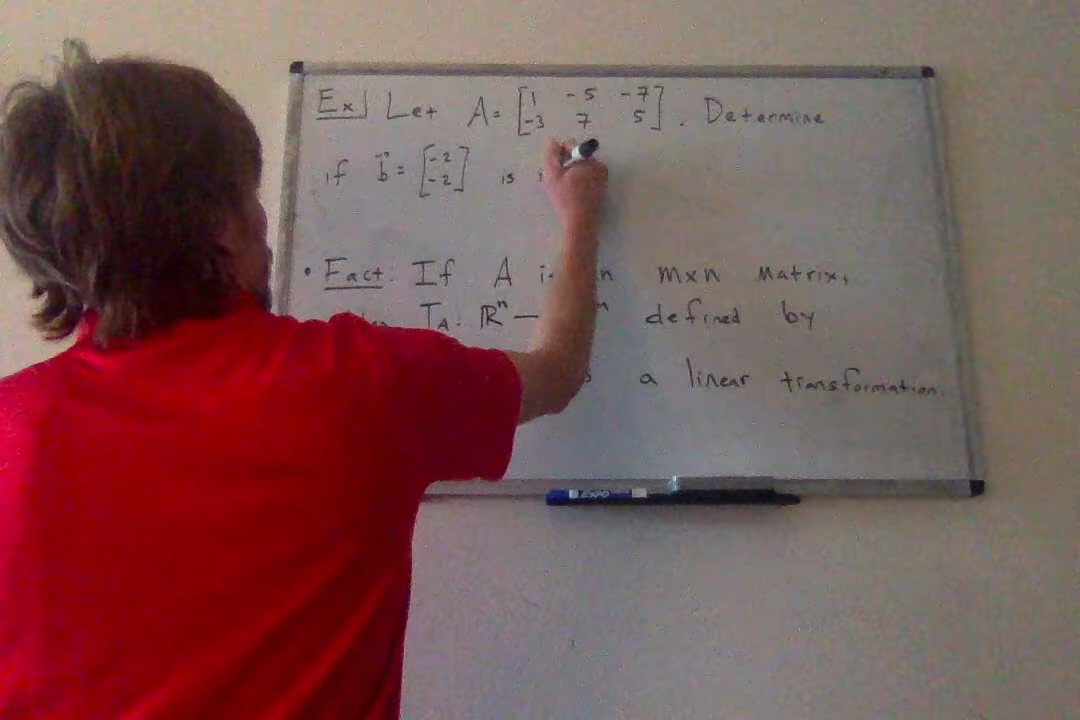 Ex] Let A = [1 -5 -7; -3 7 5]. Determine
if b⃗ = [-2; -2] is
• Fact: If A m×n matrix,
T_A: ℝⁿ — defined by
a linear transformation.
EXPO